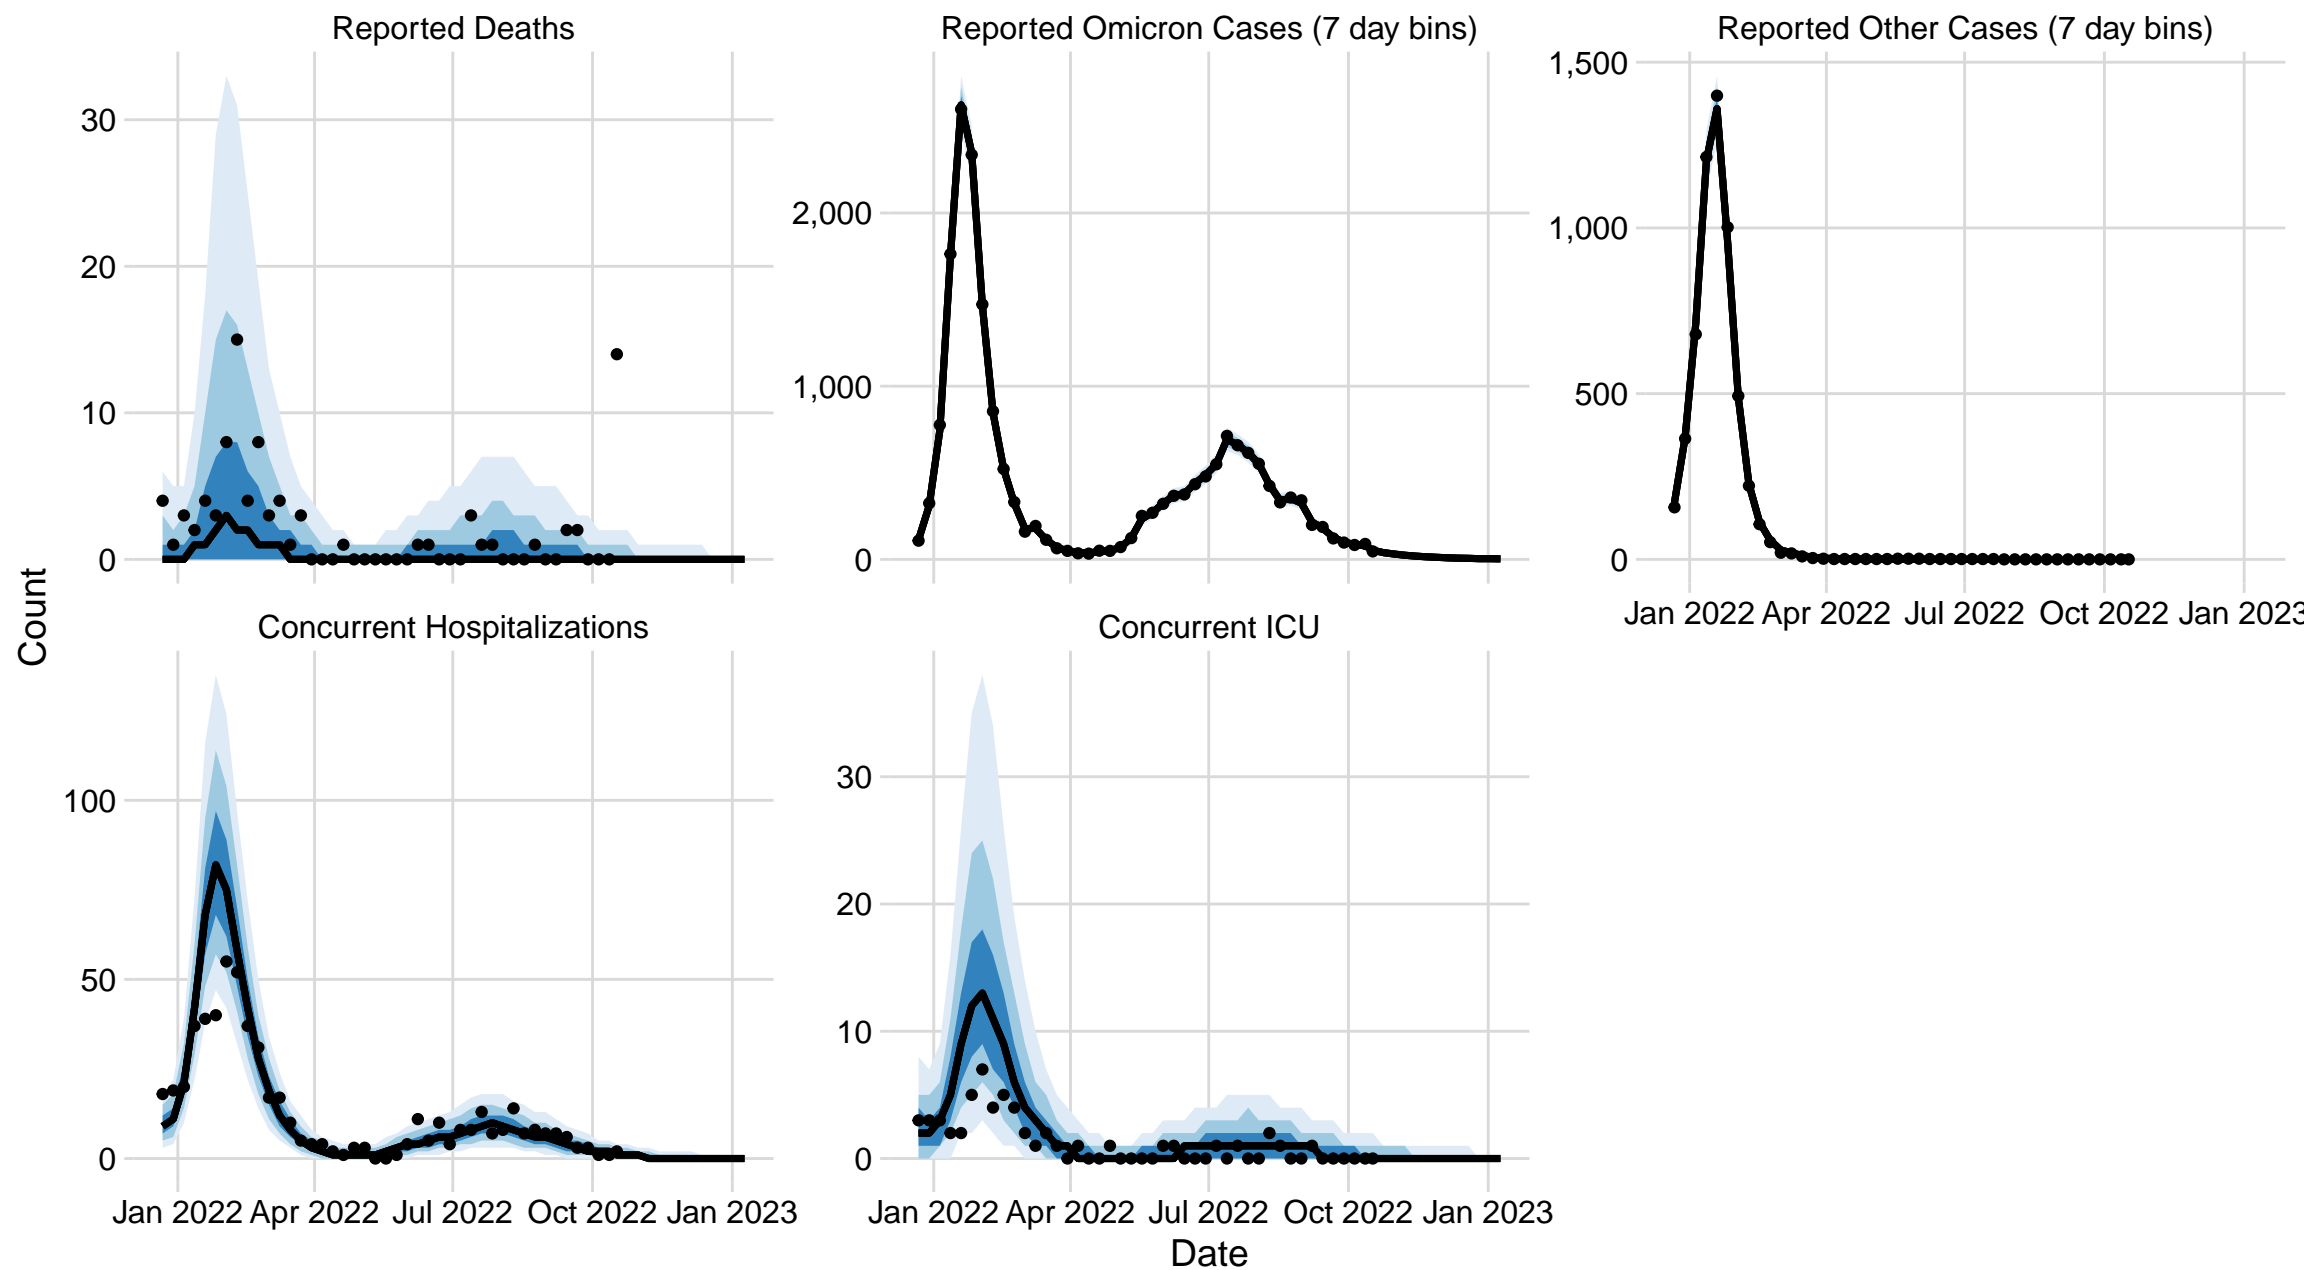 Reported Deaths
Reported Omicron Cases (7 day bins)
Reported Other Cases (7 day bins)
30
20
10
0
2,000
1,000
0
1,500
1,000
500
0
Jan 2022 Apr 2022 Jul 2022 Oct 2022 Jan 2023
Count
Concurrent Hospitalizations
Concurrent ICU
100
50
0
30
20
10
0
Jan 2022 Apr 2022 Jul 2022 Oct 2022 Jan 2023
Jan 2022 Apr 2022 Jul 2022 Oct 2022 Jan 2023
Date